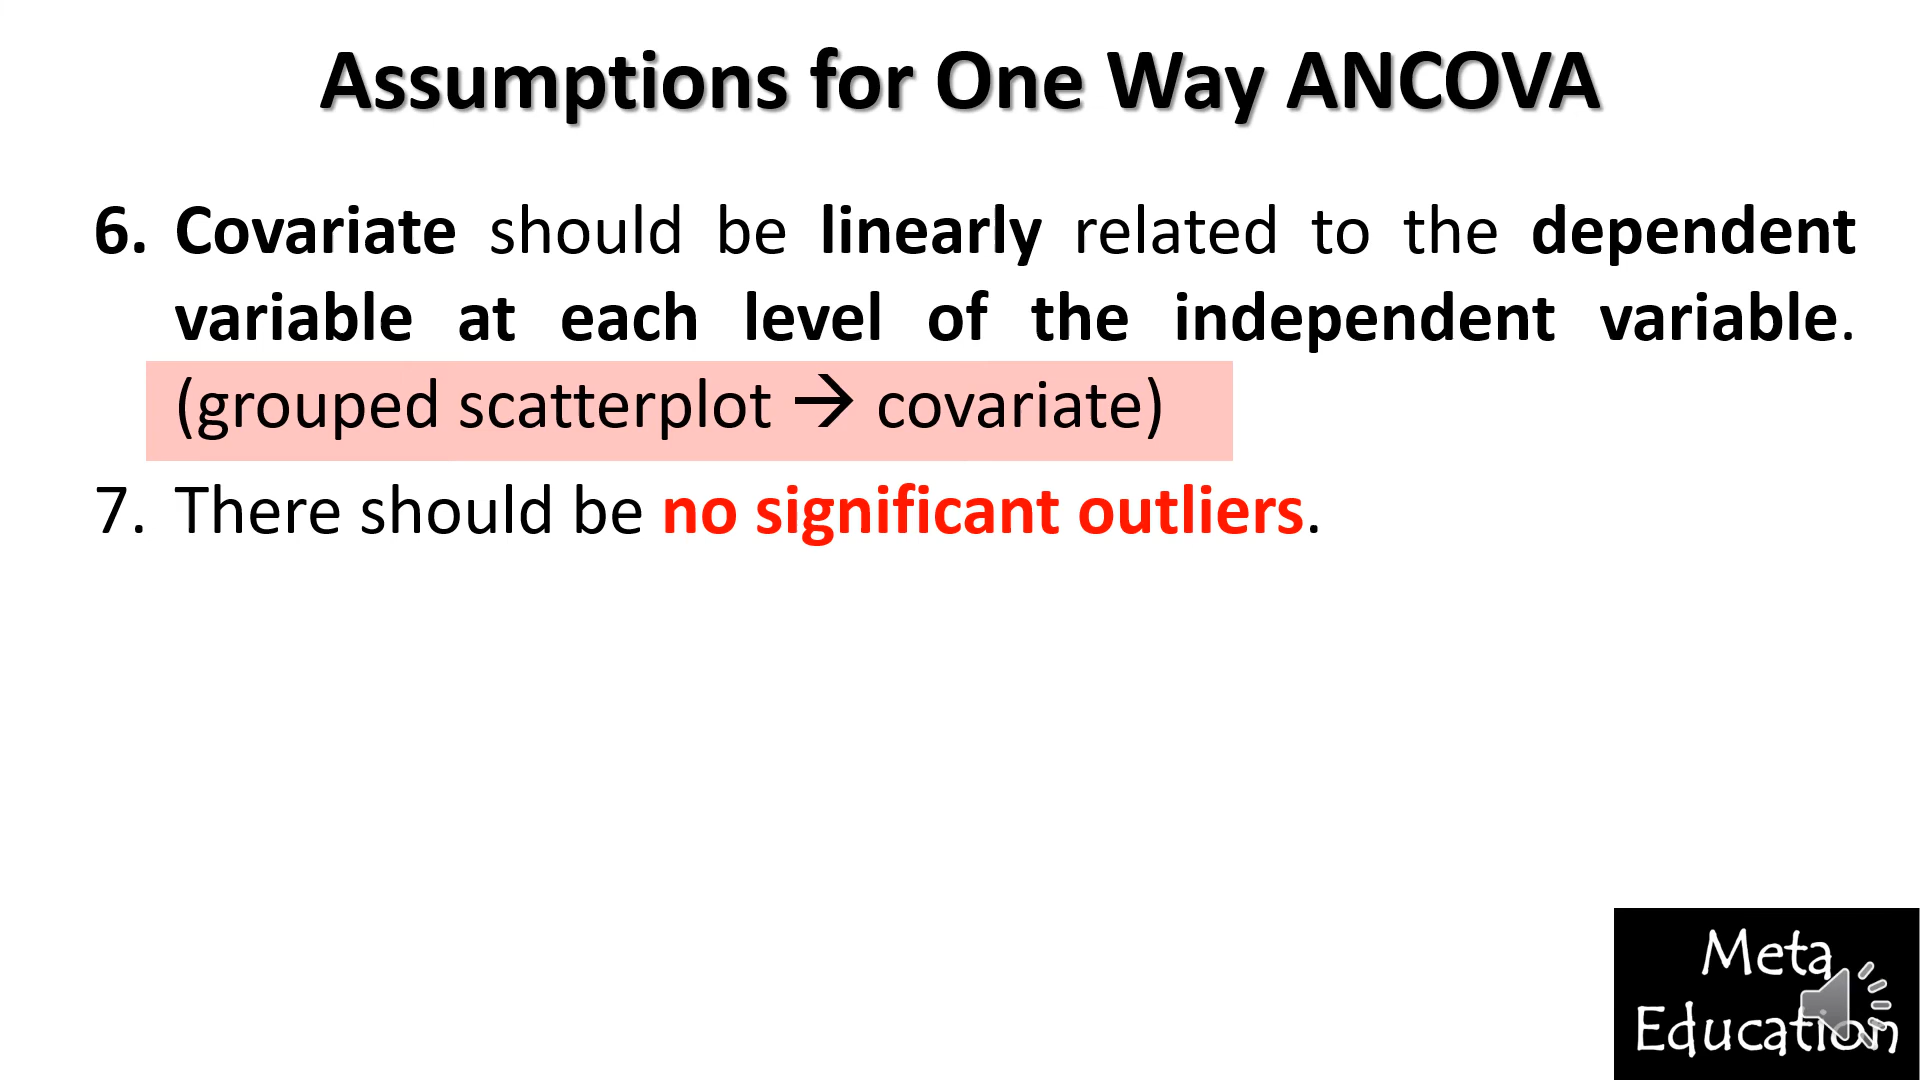 Assumptions for One Way ANCOVA
6. Covariate should be linearly related to the dependent
variable at each level of the independent variable.
(grouped scatterplot → covariate)
7. There should be no significant outliers.
Meta
Education